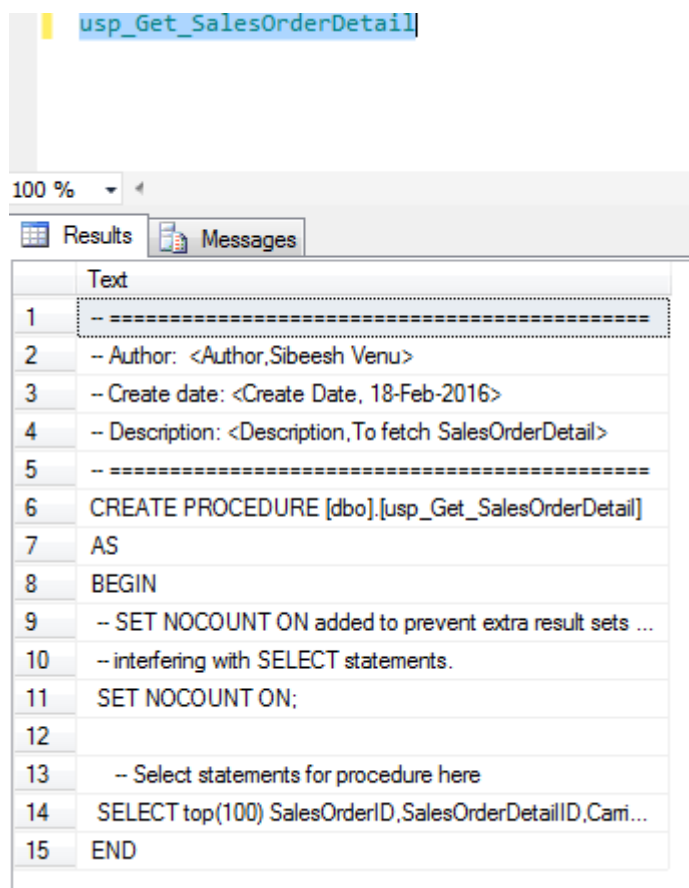 usp_Get_SalesOrderDetail
100 %
Results Messages
Text
1 -- =============================================
2 -- Author: <Author,Sibeesh Venu>
3 -- Create date: <Create Date, 18-Feb-2016>
4 -- Description: <Description,To fetch SalesOrderDetail>
5 -- =============================================
6 CREATE PROCEDURE [dbo].[usp_Get_SalesOrderDetail]
7 AS
8 BEGIN
9 -- SET NOCOUNT ON added to prevent extra result sets ...
10 -- interfering with SELECT statements.
11 SET NOCOUNT ON;
12
13 -- Select statements for procedure here
14 SELECT top(100) SalesOrderID,SalesOrderDetailID,Carri...
15 END